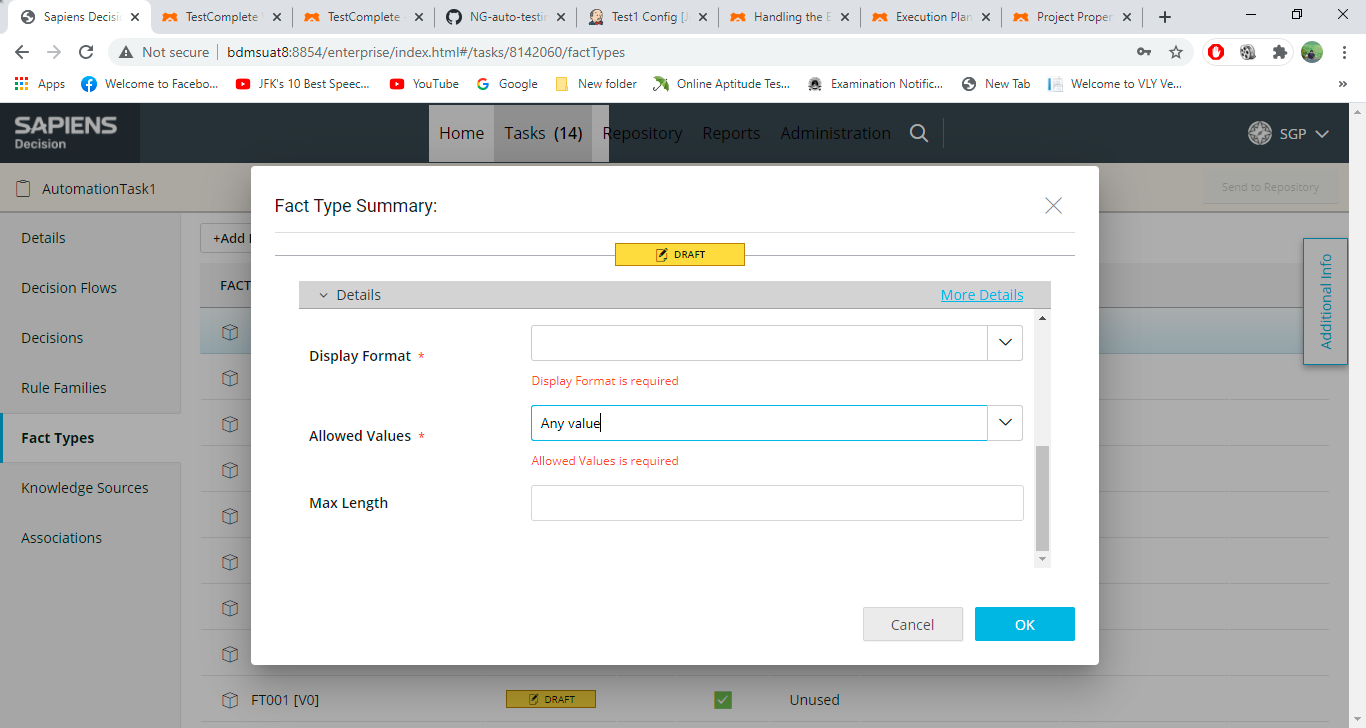 Sapiens Decisi
TestComplete
TestComplete
NG-auto-testin
Test1 Config [J
Handling the E
Execution Plan
Project Proper
Not secure
bdmsuat8:8854/enterprise/index.html#/tasks/8142060/factTypes
Apps
Welcome to Facebo...
JFK's 10 Best Speec...
YouTube
Google
New folder
Online Aptitude Tes...
Examination Notific...
New Tab
Welcome to VLY Ve...
»
SAPIENS
Decision
Home
Tasks (14)
Repository
Reports
Administration
SGP
AutomationTask1
Send to Repository
Details
Decision Flows
Decisions
Rule Families
Fact Types
Knowledge Sources
Associations
+Add
FACT
Additional Info
Fact Type Summary:
DRAFT
Details
More Details
Display Format *
Display Format is required
Allowed Values *
Any value
Allowed Values is required
Max Length
Cancel
OK
FT001 [V0]
DRAFT
Unused